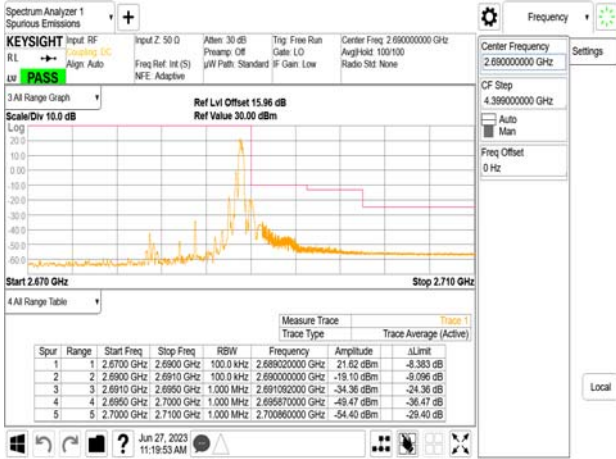 Spectrum Analyzer 1
Spurious Emissions
Frequency
KEYSIGHT Input: RF Input Z: 50 Ω Atten: 30 dB Trig: Free Run Center Freq: 2.690000000 GHz
RL Coupling: DC Preamp: Off Gate: LO Avg|Hold: 100/100
Align: Auto Freq Ref: Int (S) µW Path: Standard IF Gain: Low Radio Std: None
LW PASS NFE: Adaptive
Center Frequency
2.690000000 GHz
Settings
CF Step
4.399000000 GHz
Auto
Man
Freq Offset
0 Hz
Local
3 All Range Graph
Ref Lvl Offset 15.96 dB
Scale/Div 10.0 dB Ref Value 30.00 dBm
Log
20.0
10.0
0.00
-10.0
-20.0
-30.0
-40.0
-50.0
-60.0
Start 2.670 GHz Stop 2.710 GHz
4 All Range Table
Measure Trace Trace 1
Trace Type Trace Average (Active)
Spur Range Start Freq Stop Freq RBW Frequency Amplitude ΔLimit
1 1 2.6700 GHz 2.6900 GHz 100.0 kHz 2.689020000 GHz 21.62 dBm -8.383 dB
2 2 2.6900 GHz 2.6910 GHz 100.0 kHz 2.690000000 GHz -19.10 dBm -9.096 dB
3 3 2.6910 GHz 2.6950 GHz 1.000 MHz 2.691092000 GHz -34.36 dBm -24.36 dB
4 4 2.6950 GHz 2.7000 GHz 1.000 MHz 2.695870000 GHz -49.47 dBm -36.47 dB
5 5 2.7000 GHz 2.7100 GHz 1.000 MHz 2.700860000 GHz -54.40 dBm -29.40 dB
Jun 27, 2023
11:19:53 AM